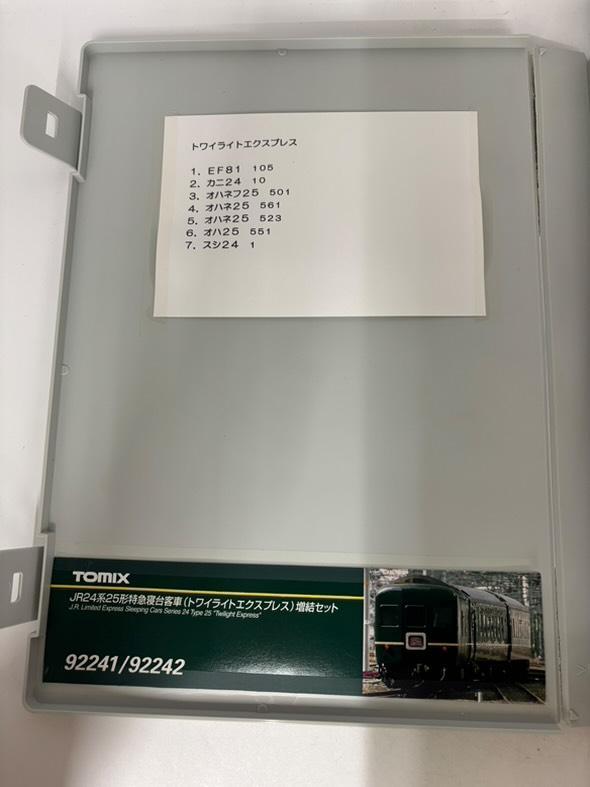 トワイライトエクスプレス
1．EF81 105
2．カニ24 10
3．オハネフ25 501
4．オハネ25 561
5．オハネ25 523
6．オハ25 551
7．スシ24 1
TOMIX
JR24系25形特急寝台客車(トワイライトエクスプレス)増結セット
J.R. Limited Express Sleeping Cars Series 24 Type 25 "Twilight Express"
92241/92242